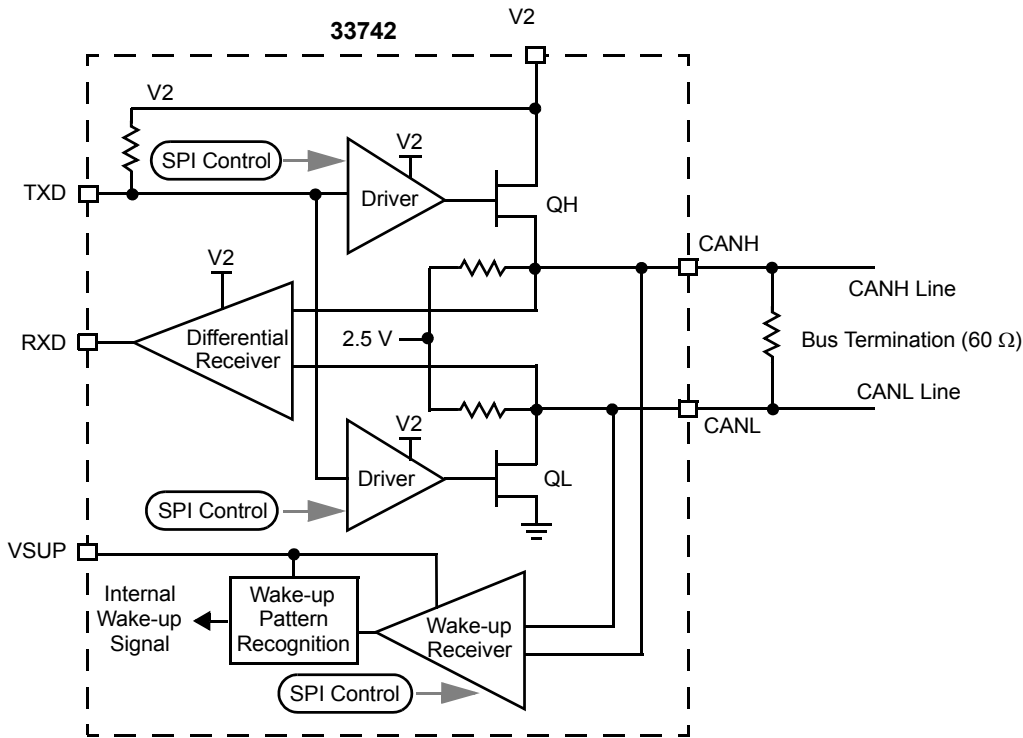 V2
33742
V2
SPI Control
V2
TXD
Driver
QH
CANH
V2
CANH Line
Differential
Receiver
RXD
2.5 V
Bus Termination (60 Ω)
CANL Line
V2
CANL
Driver
QL
SPI Control
VSUP
Internal
Wake-up
Signal
Wake-up
Pattern
Recognition
Wake-up
Receiver
SPI Control